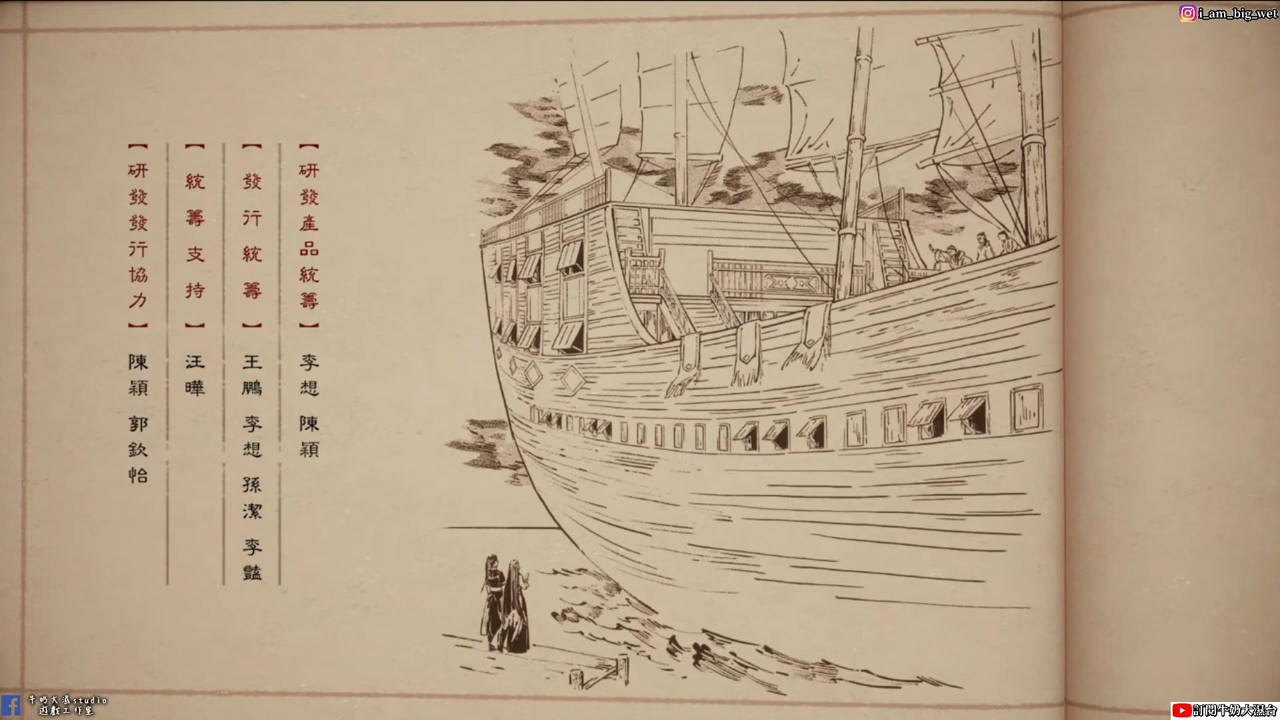 i_am_big_wet
【研發產品統籌】李想 陳穎
【發行統籌】王鵬 李想 孫潔 李豔
【統籌支持】汪曄
【研發發行協力】陳穎 郭欽怡
牛奶大濕studio
遊戲工作室
訂閱牛奶大濕台